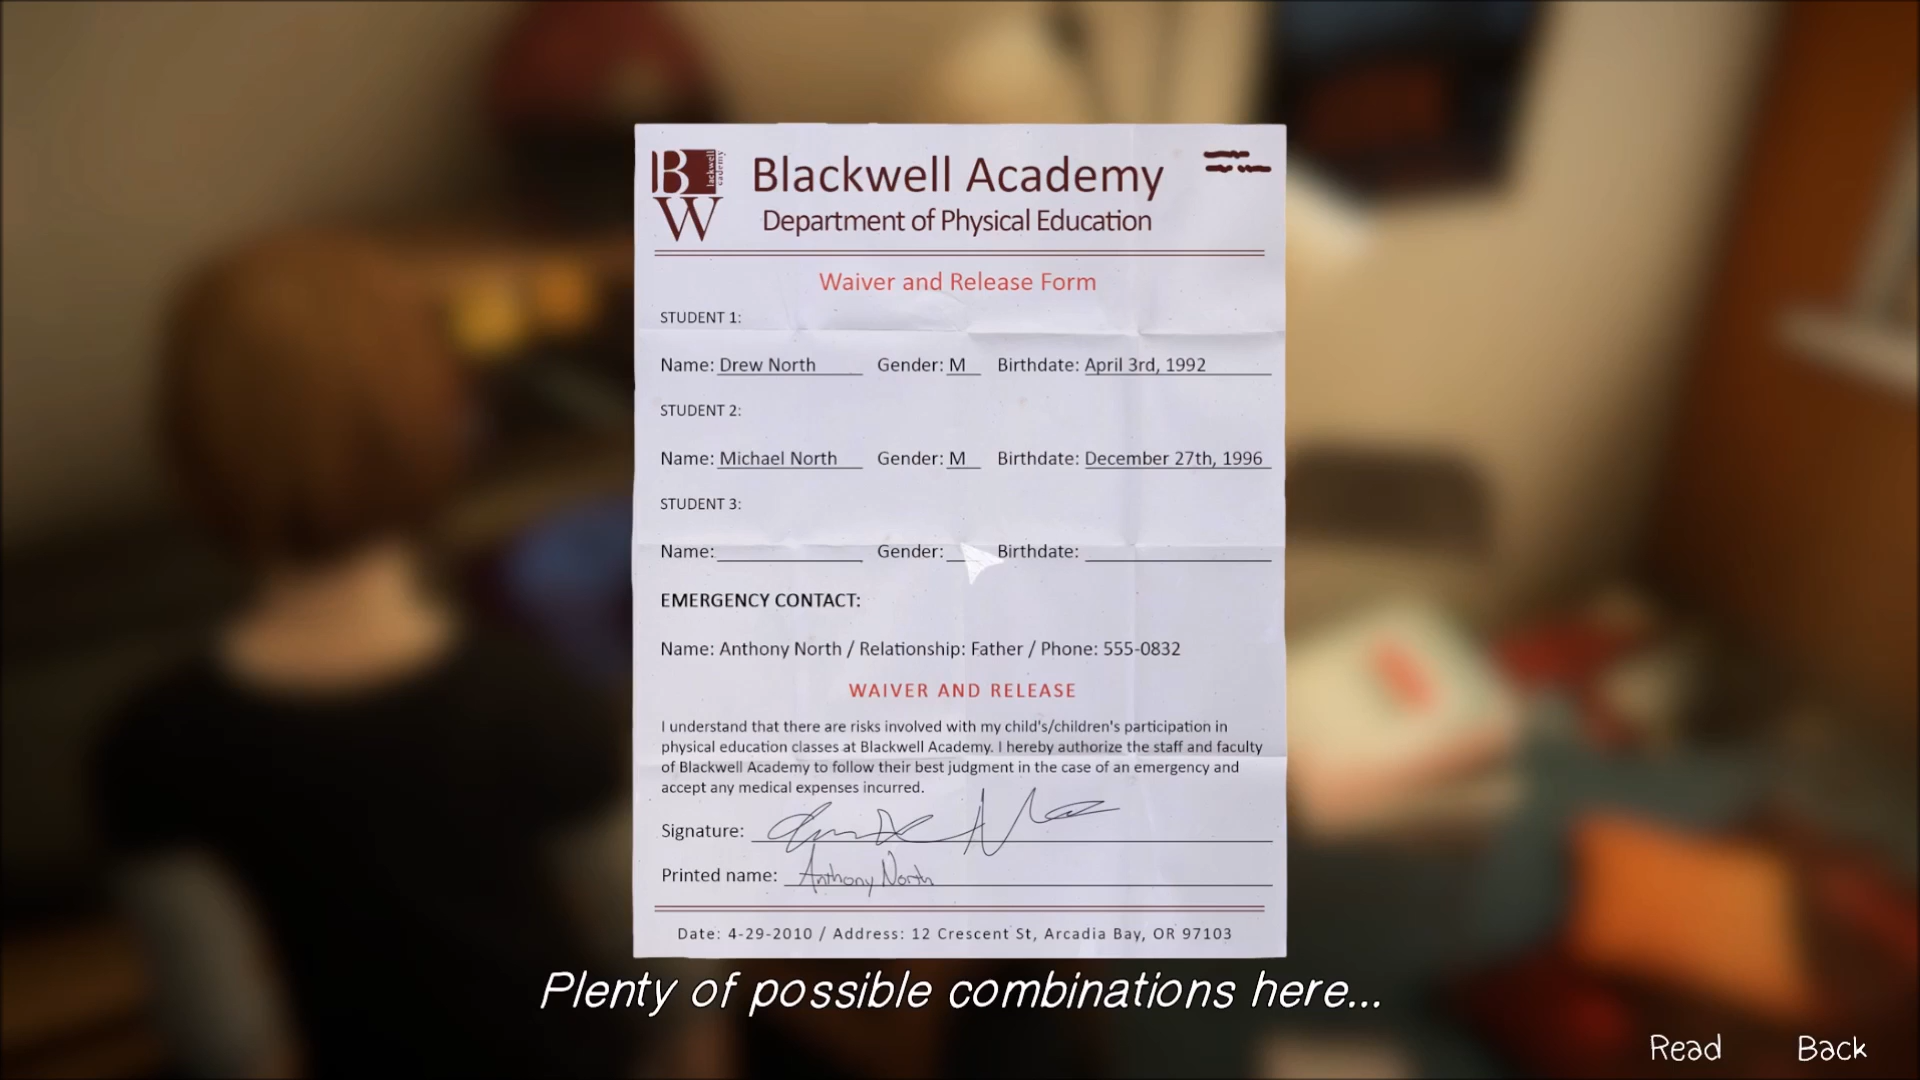 B lackwell cademy
W
Blackwell Academy
Department of Physical Education
Waiver and Release Form
STUDENT 1:
Name: Drew North Gender: M Birthdate: April 3rd, 1992
STUDENT 2:
Name: Michael North Gender: M Birthdate: December 27th, 1996
STUDENT 3:
Name: Gender: Birthdate:
EMERGENCY CONTACT:
Name: Anthony North / Relationship: Father / Phone: 555-0832
WAIVER AND RELEASE
I understand that there are risks involved with my child's/children's participation in
physical education classes at Blackwell Academy. I hereby authorize the staff and faculty
of Blackwell Academy to follow their best judgment in the case of an emergency and
accept any medical expenses incurred.
Signature:
Printed name: Anthony North
Date: 4-29-2010 / Address: 12 Crescent St, Arcadia Bay, OR 97103
Plenty of possible combinations here...
Read Back